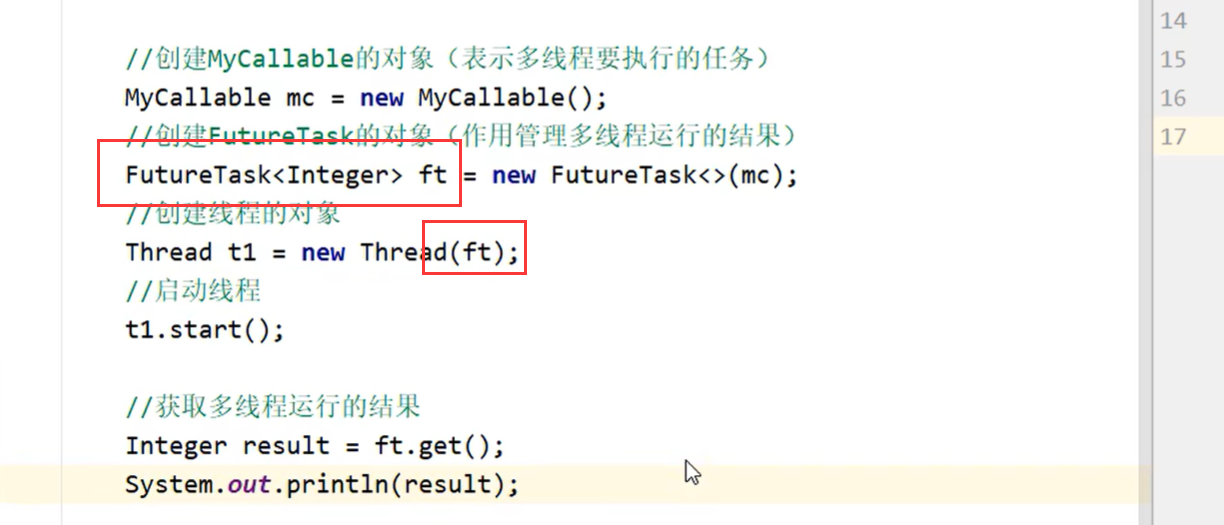 14
15
16
17
//创建MyCallable的对象（表示多线程要执行的任务）
MyCallable mc = new MyCallable();
//创建FutureTask的对象（作用管理多线程运行的结果）
FutureTask<Integer> ft = new FutureTask<>(mc);
//创建线程的对象
Thread t1 = new Thread(ft);
//启动线程
t1.start();
//获取多线程运行的结果
Integer result = ft.get();
System.out.println(result);